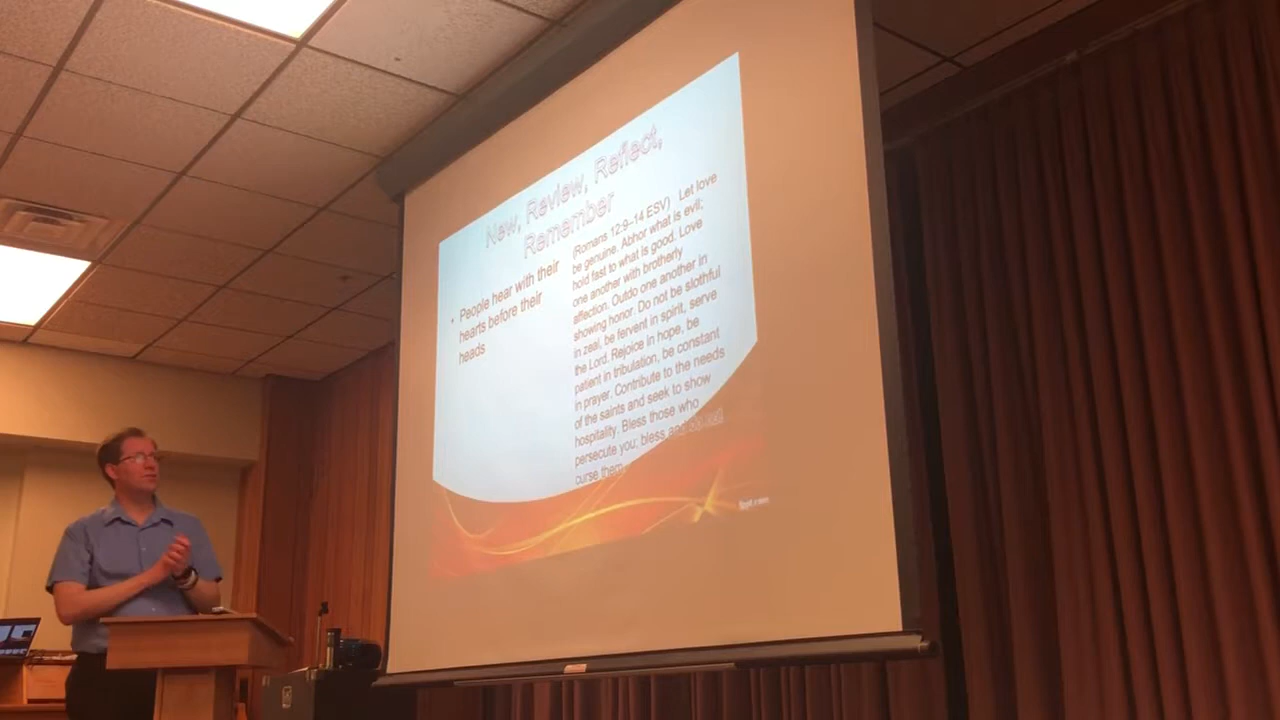 New, Review, Reflect,
Remember
• People hear with their
hearts before their
heads
(Romans 12:9–14 ESV) Let love
be genuine. Abhor what is evil;
hold fast to what is good. Love
one another with brotherly
affection. Outdo one another in
showing honor. Do not be slothful
in zeal, be fervent in spirit, serve
the Lord. Rejoice in hope, be
patient in tribulation, be constant
in prayer. Contribute to the needs
of the saints and seek to show
hospitality. Bless those who
persecute you; bless and do not
curse them.